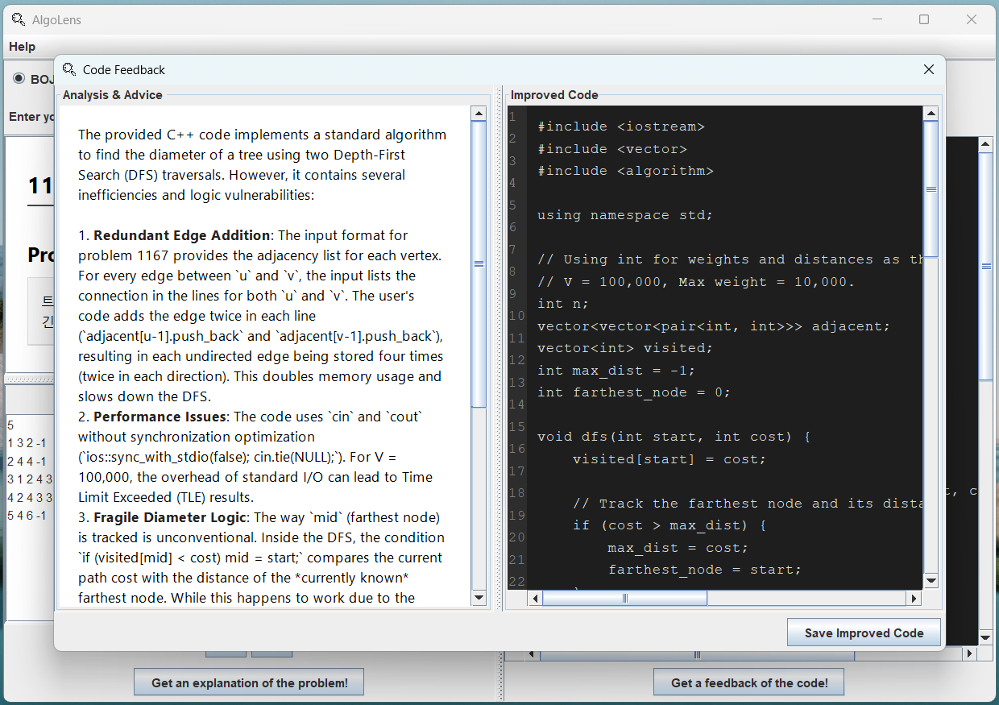 AlgoLens
Help
Code Feedback
BOJ
Enter yo
Analysis & Advice
The provided C++ code implements a standard algorithm
to find the diameter of a tree using two Depth-First
Search (DFS) traversals. However, it contains several
inefficiencies and logic vulnerabilities:
1. Redundant Edge Addition: The input format for
problem 1167 provides the adjacency list for each vertex.
For every edge between `u` and `v`, the input lists the
connection in the lines for both `u` and `v`. The user's
code adds the edge twice in each line
(`adjacent[u-1].push_back` and `adjacent[v-1].push_back`),
resulting in each undirected edge being stored four times
(twice in each direction). This doubles memory usage and
slows down the DFS.
2. Performance Issues: The code uses `cin` and `cout`
without synchronization optimization
(`ios::sync_with_stdio(false); cin.tie(NULL);`). For V =
100,000, the overhead of standard I/O can lead to Time
Limit Exceeded (TLE) results.
3. Fragile Diameter Logic: The way `mid` (farthest node)
is tracked is unconventional. Inside the DFS, the condition
`if (visited[mid] < cost) mid = start;` compares the current
path cost with the distance of the *currently known*
farthest node. While this happens to work due to the
Improved Code
1 #include <iostream>
2 #include <vector>
3 #include <algorithm>
4
5 using namespace std;
6
7 // Using int for weights and distances as th
8 // V = 100,000, Max weight = 10,000.
9 int n;
10 vector<vector<pair<int, int>>> adjacent;
11 vector<int> visited;
12 int max_dist = -1;
13 int farthest_node = 0;
14
15 void dfs(int start, int cost) {
16 visited[start] = cost;
17
18 // Track the farthest node and its dista
19 if (cost > max_dist) {
20 max_dist = cost;
21 farthest_node = start;
22 }
Save Improved Code
11
Pro
트
긴
5
1 3 2 -1
2 4 4 -1
3 1 2 4 3
4 2 4 3 3
5 4 6 -1
t, c
Get an explanation of the problem!
Get a feedback of the code!